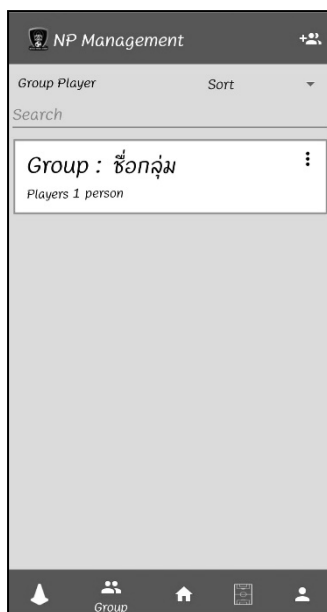 NP Management
Group Player Sort
Search
Group : ชื่อกลุ่ม
Players 1 person
Group